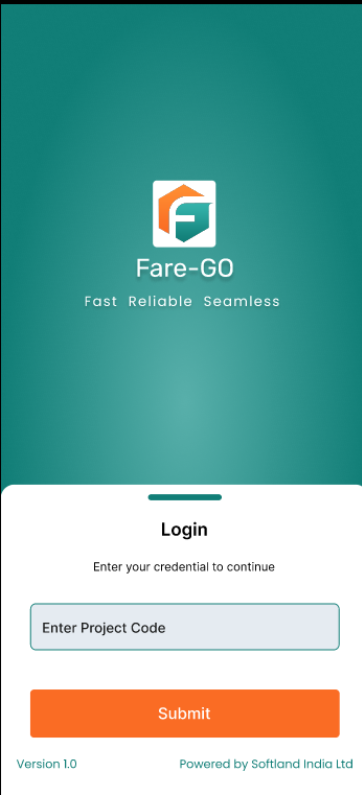 Fare-GO
Fast Reliable Seamless
Login
Enter your credential to continue
Enter Project Code
Submit
Version 1.0
Powered by Softland India Ltd